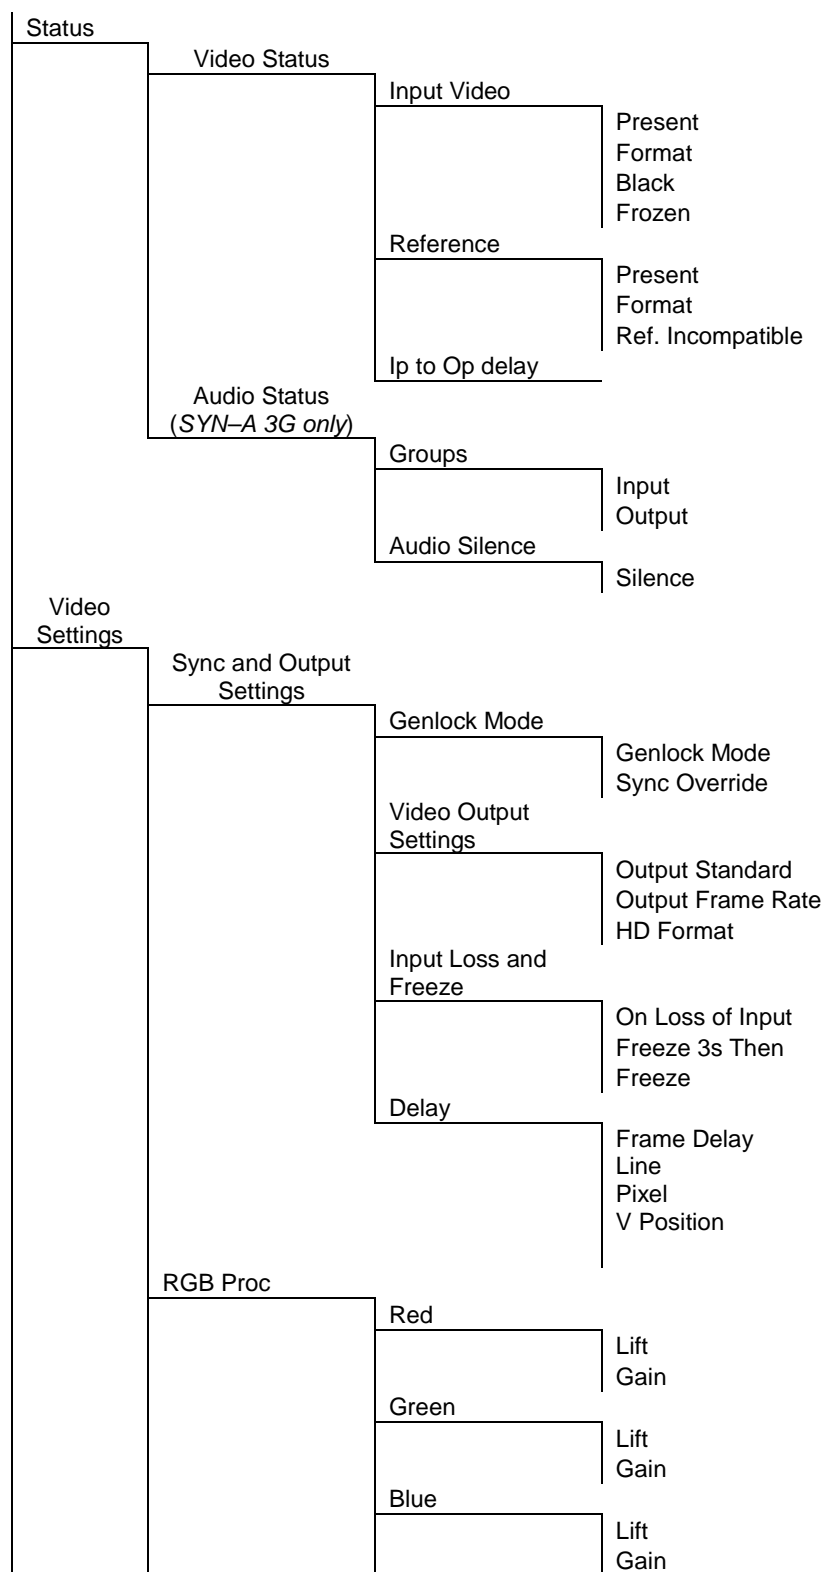 Status
Video Status
Input Video
Present
Format
Black
Frozen
Reference
Present
Format
Ref. Incompatible
Ip to Op delay
Audio Status
(SYN–A 3G only)
Groups
Input
Output
Audio Silence
Silence
Video
Settings
Sync and Output
Settings
Genlock Mode
Genlock Mode
Sync Override
Video Output
Settings
Output Standard
Output Frame Rate
HD Format
Input Loss and
Freeze
On Loss of Input
Freeze 3s Then
Freeze
Delay
Frame Delay
Line
Pixel
V Position
RGB Proc
Red
Lift
Gain
Green
Lift
Gain
Blue
Lift
Gain